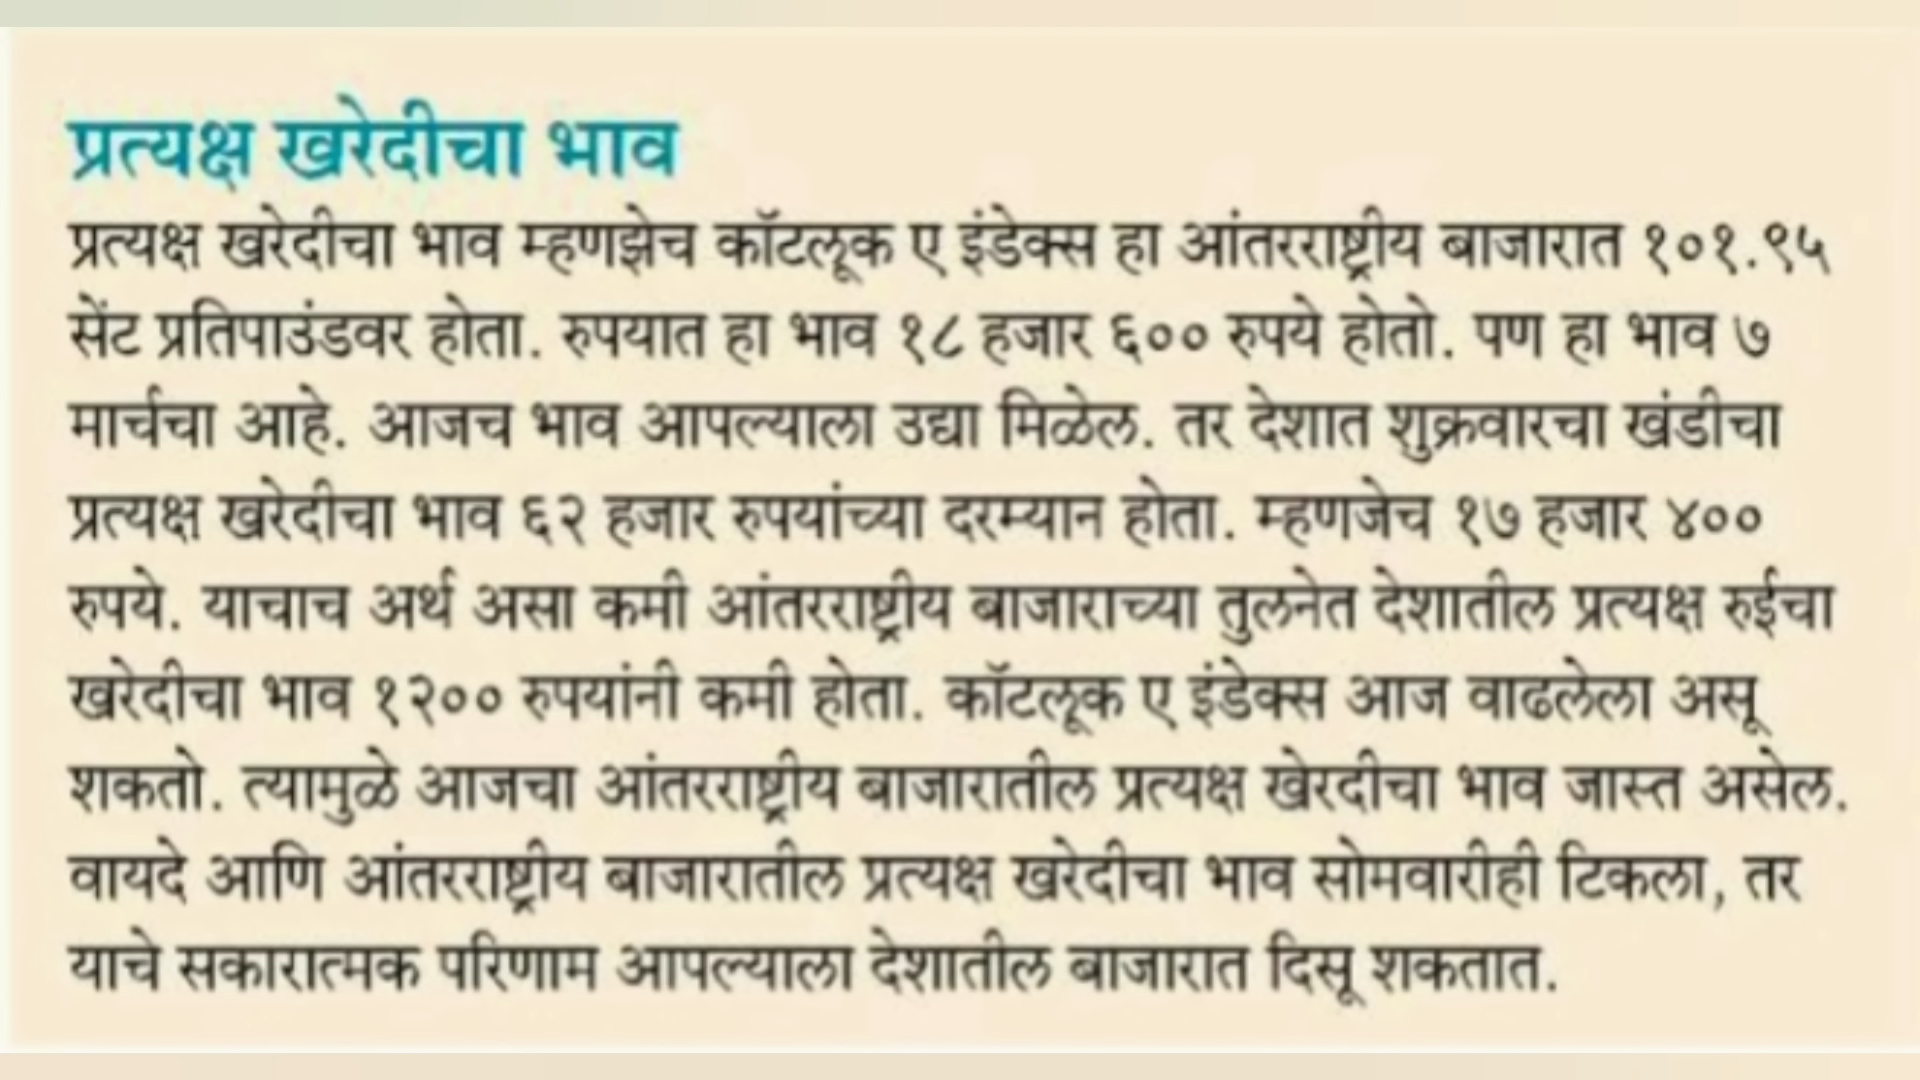 प्रत्यक्ष खरेदीचा भाव
प्रत्यक्ष खरेदीचा भाव म्हणझेच कॉटलूक ए इंडेक्स हा आंतरराष्ट्रीय बाजारात १०१.९५
सेंट प्रतिपाउंडवर होता. रुपयात हा भाव १८ हजार ६०० रुपये होतो. पण हा भाव ७
मार्चचा आहे. आजच भाव आपल्याला उद्या मिळेल. तर देशात शुक्रवारचा खंडीचा
प्रत्यक्ष खरेदीचा भाव ६२ हजार रुपयांच्या दरम्यान होता. म्हणजेच १७ हजार ४००
रुपये. याचाच अर्थ असा कमी आंतरराष्ट्रीय बाजाराच्या तुलनेत देशातील प्रत्यक्ष रुईचा
खरेदीचा भाव १२०० रुपयांनी कमी होता. कॉटलूक ए इंडेक्स आज वाढलेला असू
शकतो. त्यामुळे आजचा आंतरराष्ट्रीय बाजारातील प्रत्यक्ष खेरदीचा भाव जास्त असेल.
वायदे आणि आंतरराष्ट्रीय बाजारातील प्रत्यक्ष खरेदीचा भाव सोमवारीही टिकला, तर
याचे सकारात्मक परिणाम आपल्याला देशातील बाजारात दिसू शकतात.